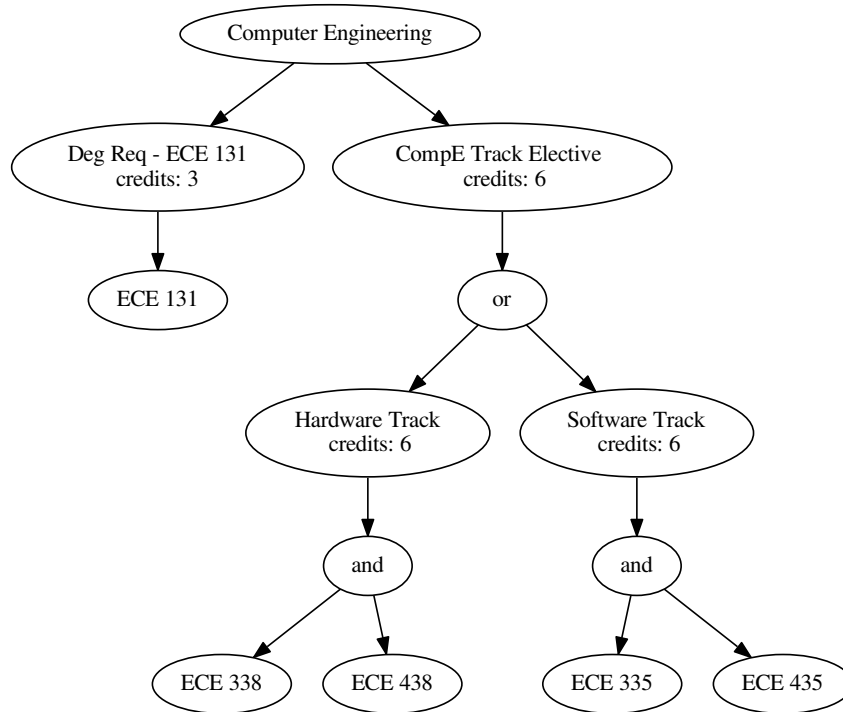 Computer Engineering
Deg Req - ECE 131
credits: 3
CompE Track Elective
credits: 6
ECE 131
or
Hardware Track
credits: 6
Software Track
credits: 6
and
and
ECE 338
ECE 438
ECE 335
ECE 435